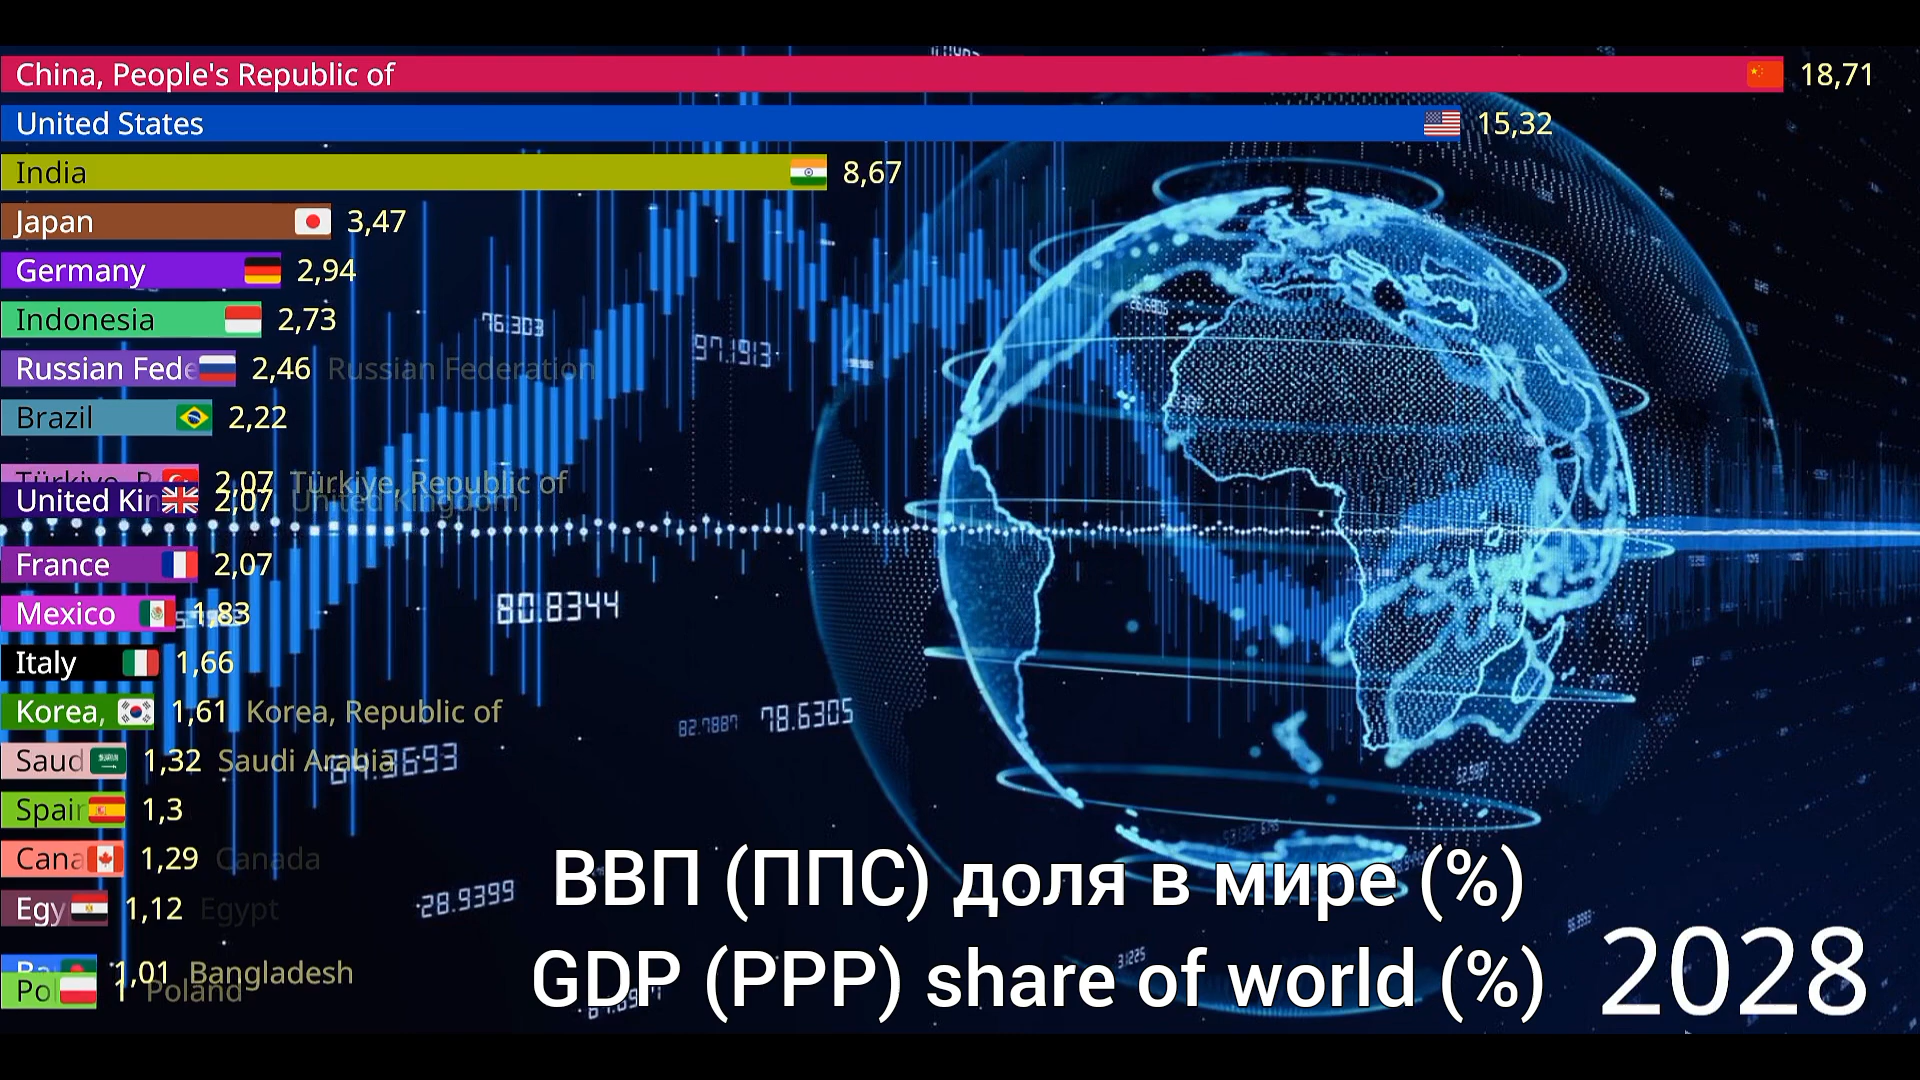 China, People's Republic of 18,71
United States 15,32
India 8,67
Japan 3,47
Germany 2,94
Indonesia 2,73
Russian Fede 2,46 Russian Federation
Brazil 2,22
Türkiye, R 2,07 Türkiye, Republic of
United Kin 2,07 United Kingdom
France 2,07
Mexico 1,83
Italy 1,66
Korea, 1,61 Korea, Republic of
Saud 1,32 Saudi Arabia
Spain 1,3
Cana 1,29 Canada
Egy 1,12 Egypt
Ba 1,01 Bangladesh
Pol 1 Poland
76.303
97.1913
80.8344
82.7887 78.6305
64.3693
28.9399
ВВП (ППС) доля в мире (%)
GDP (PPP) share of world (%)
2028